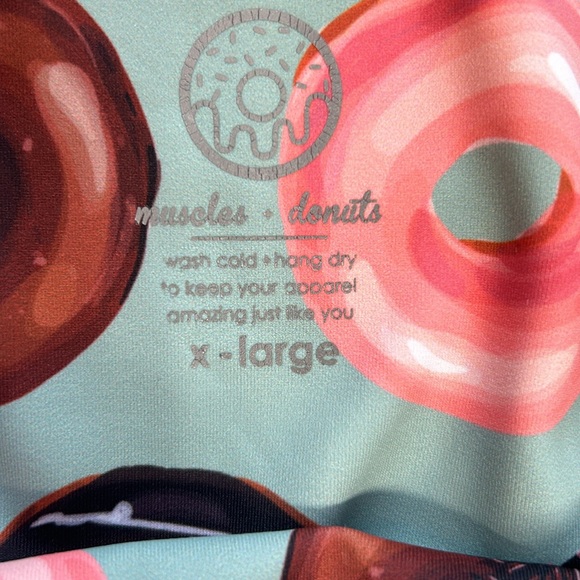 muscles + donuts
wash cold + hang dry
to keep your apparel
amazing just like you
x-large